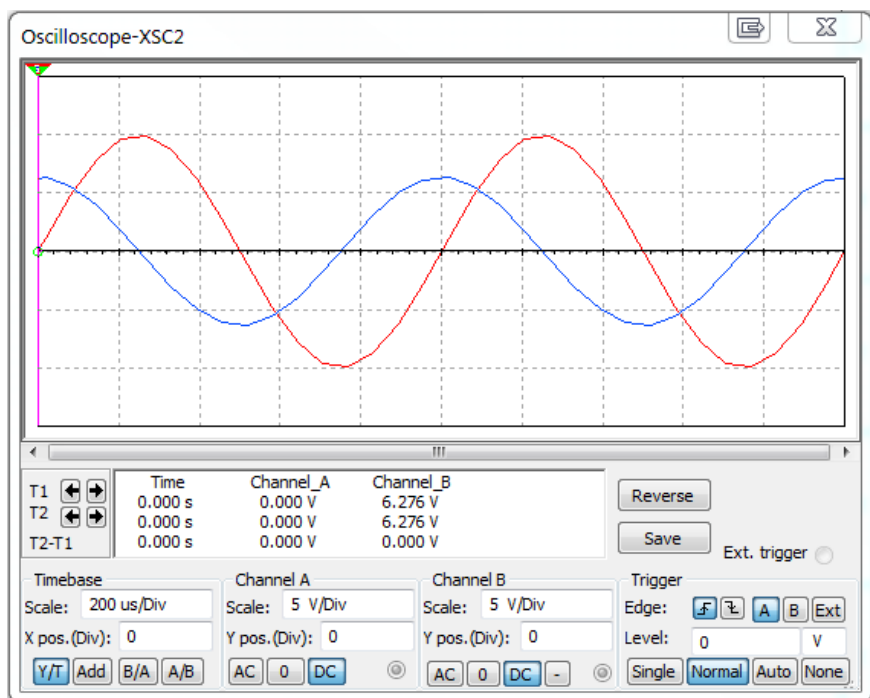 Oscilloscope-XSC2
Time Channel_A Channel_B
T1 0.000 s 0.000 V 6.276 V
T2 0.000 s 0.000 V 6.276 V
T2-T1 0.000 s 0.000 V 0.000 V
Reverse
Save
Ext. trigger
Timebase
Scale: 200 us/Div
X pos.(Div): 0
Y/T Add B/A A/B
Channel A
Scale: 5 V/Div
Y pos.(Div): 0
AC 0 DC
Channel B
Scale: 5 V/Div
Y pos.(Div): 0
AC 0 DC -
Trigger
Edge: A B Ext
Level: 0 V
Single Normal Auto None